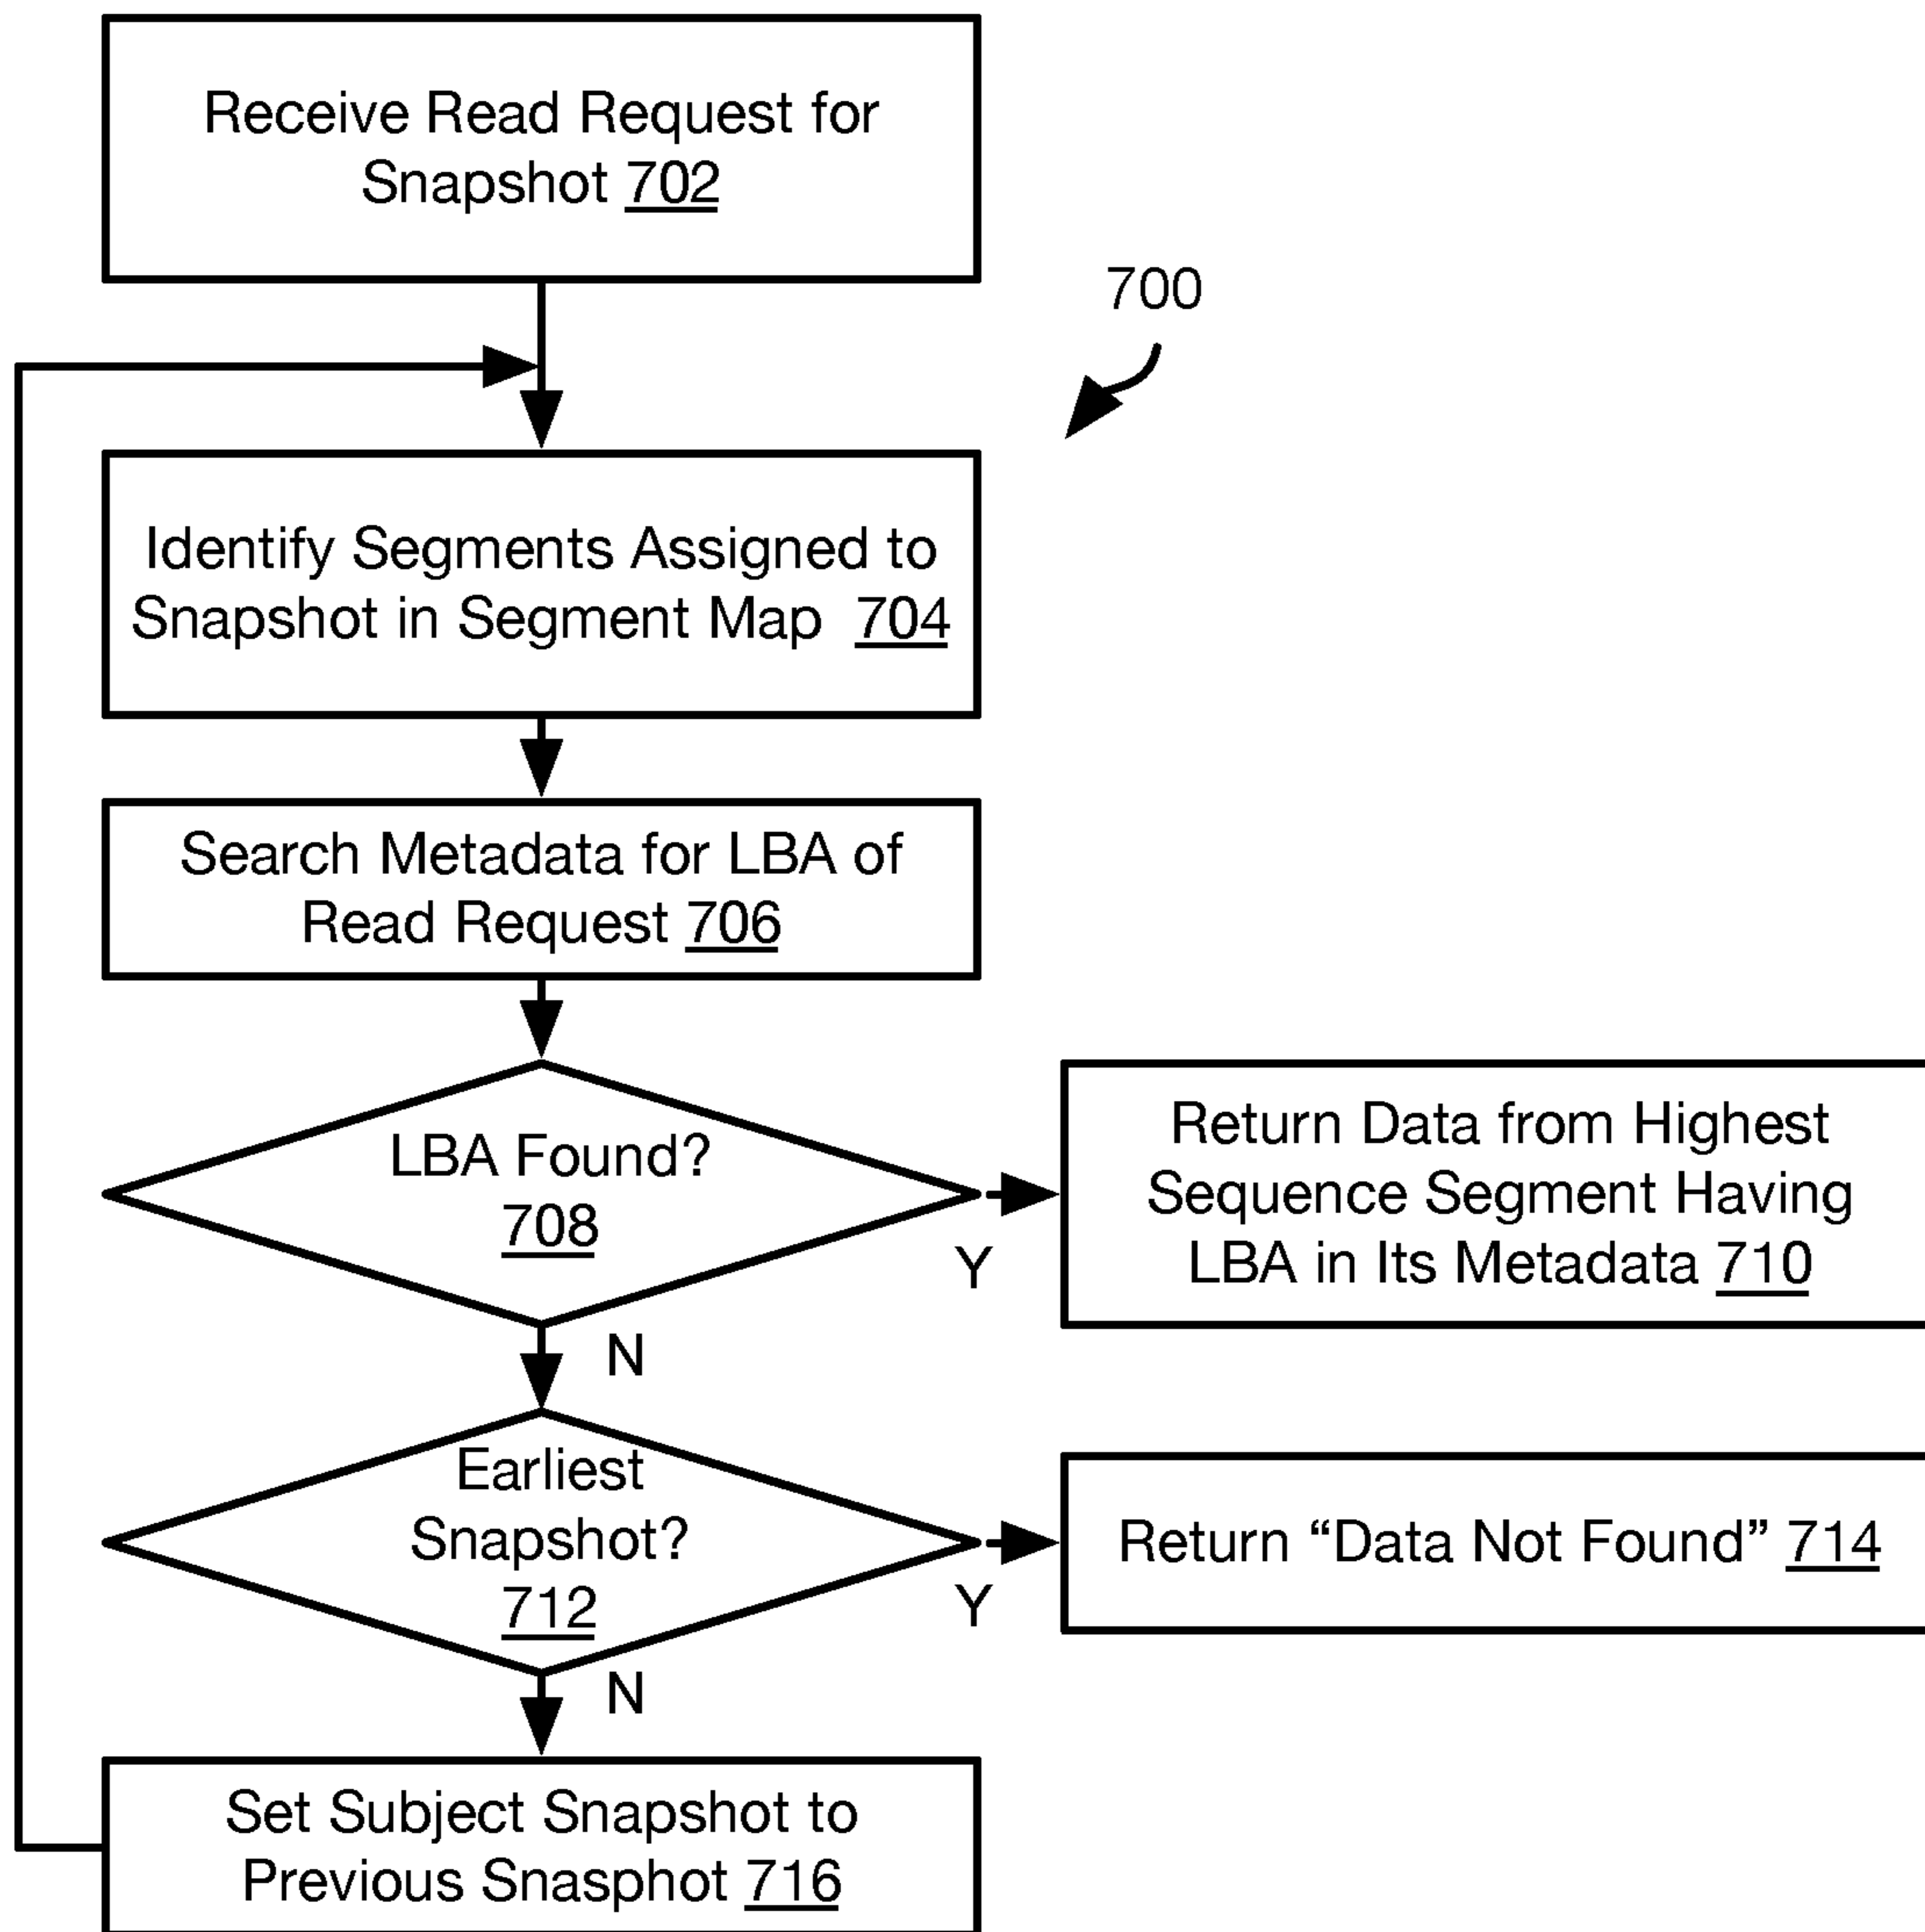 Receive Read Request for
Snapshot 702
700
Identify Segments Assigned to
Snapshot in Segment Map 704
Search Metadata for LBA of
Read Request 706
LBA Found?
708
Y
Return Data from Highest
Sequence Segment Having
LBA in Its Metadata 710
N
Earliest
Snapshot?
712
Y
Return “Data Not Found” 714
N
Set Subject Snapshot to
Previous Snasphot 716